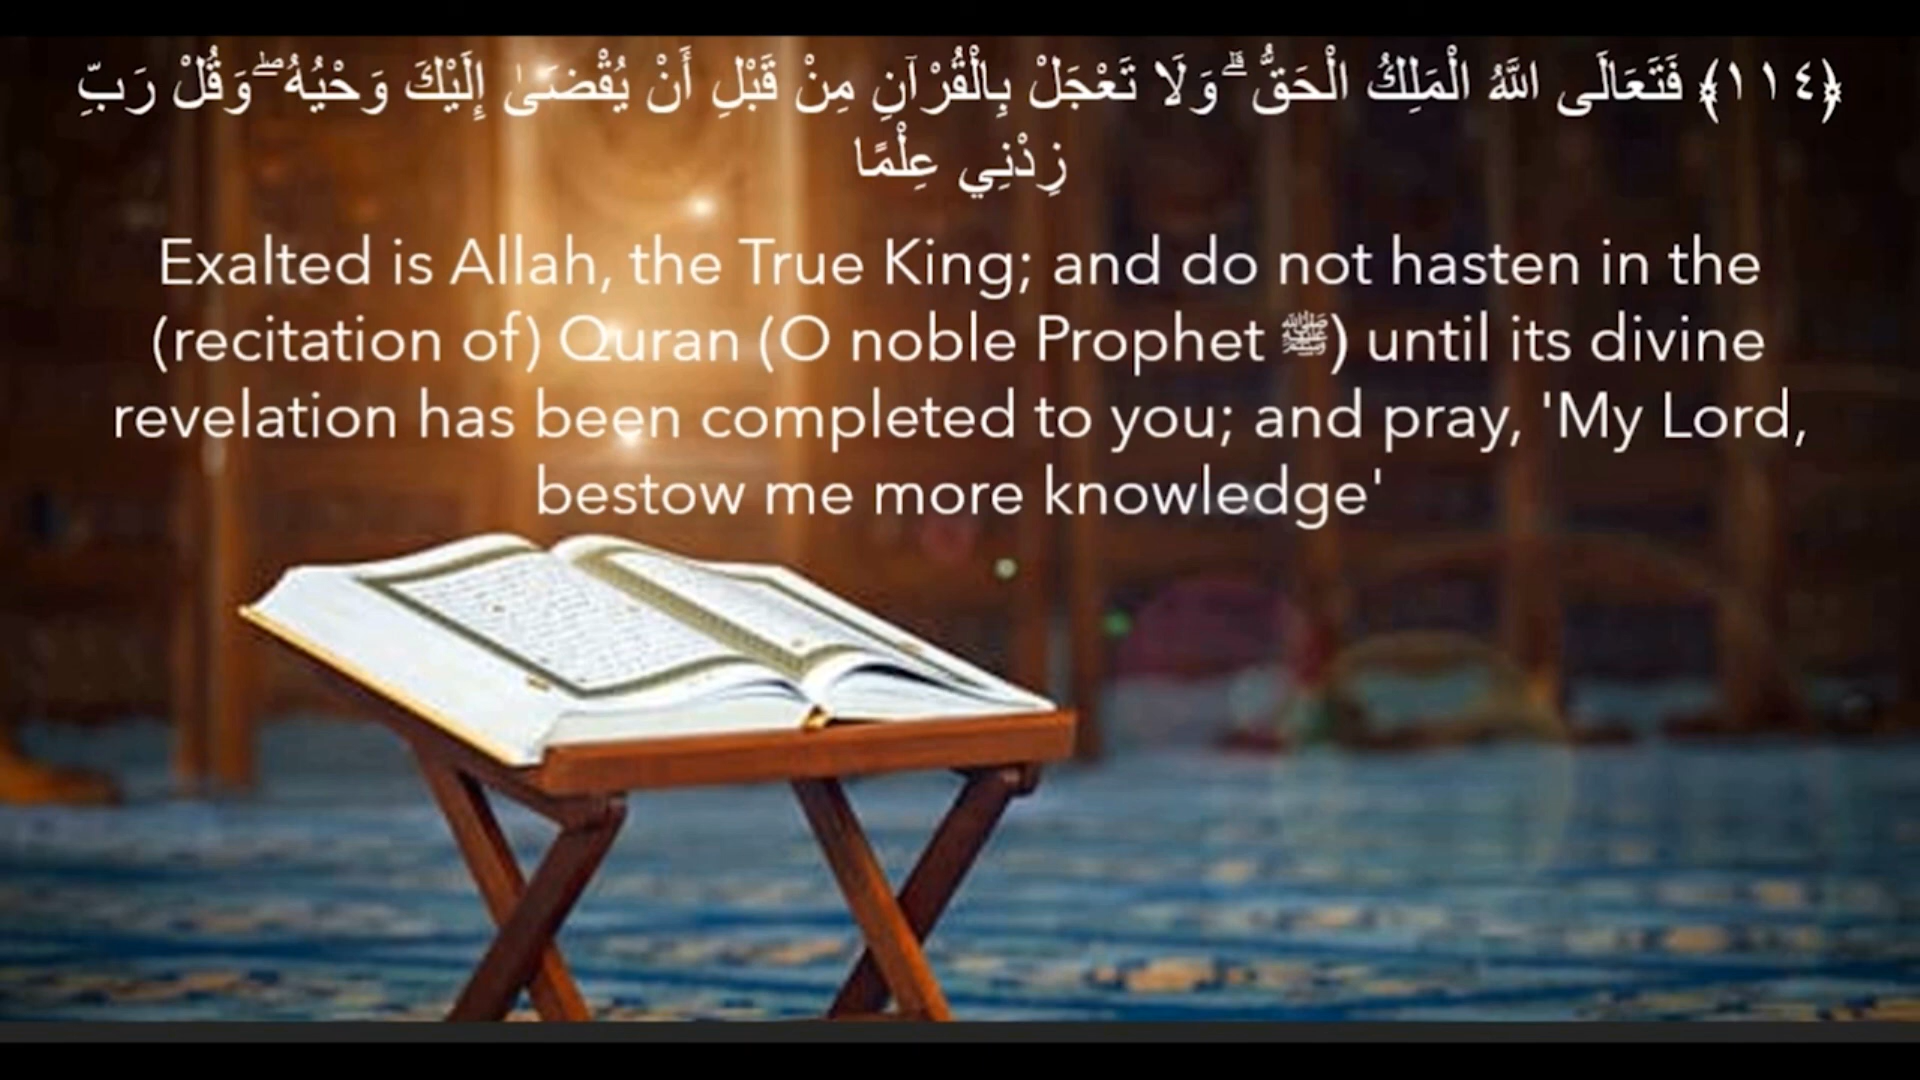 ﴿١١٤﴾ فَتَعَالَى اللَّهُ الْمَلِكُ الْحَقُّ ۗ وَلَا تَعْجَلْ بِالْقُرْآنِ مِنْ قَبْلِ أَنْ يُقْضَىٰ إِلَيْكَ وَحْيُهُ ۖ وَقُلْ رَبِّ
زِدْنِي عِلْمًا
Exalted is Allah, the True King; and do not hasten in the
(recitation of) Quran (O noble Prophet ﷺ) until its divine
revelation has been completed to you; and pray, 'My Lord,
bestow me more knowledge'